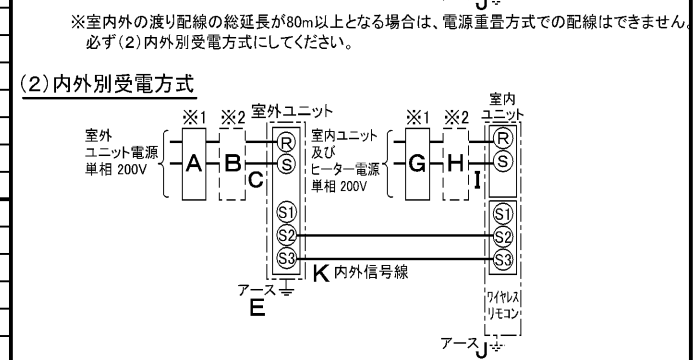 J
※室内外の渡り配線の総延長が80m以上となる場合は、電源重畳方式での配線はできません。
必ず(2)内外別受電方式にしてください。
(2)内外別受電方式
※1 ※2 室外ユニット
室外
ユニット電源
単相 200V
A B C
R
S
S1
S2
S3
アース
E
※1 ※2 室内
ユニット
室内ユニット
及び
ヒーター電源
単相 200V
G H I
R
S
S1
S2
S3
K 内外信号線
ワイヤレス
リモコン
アース J